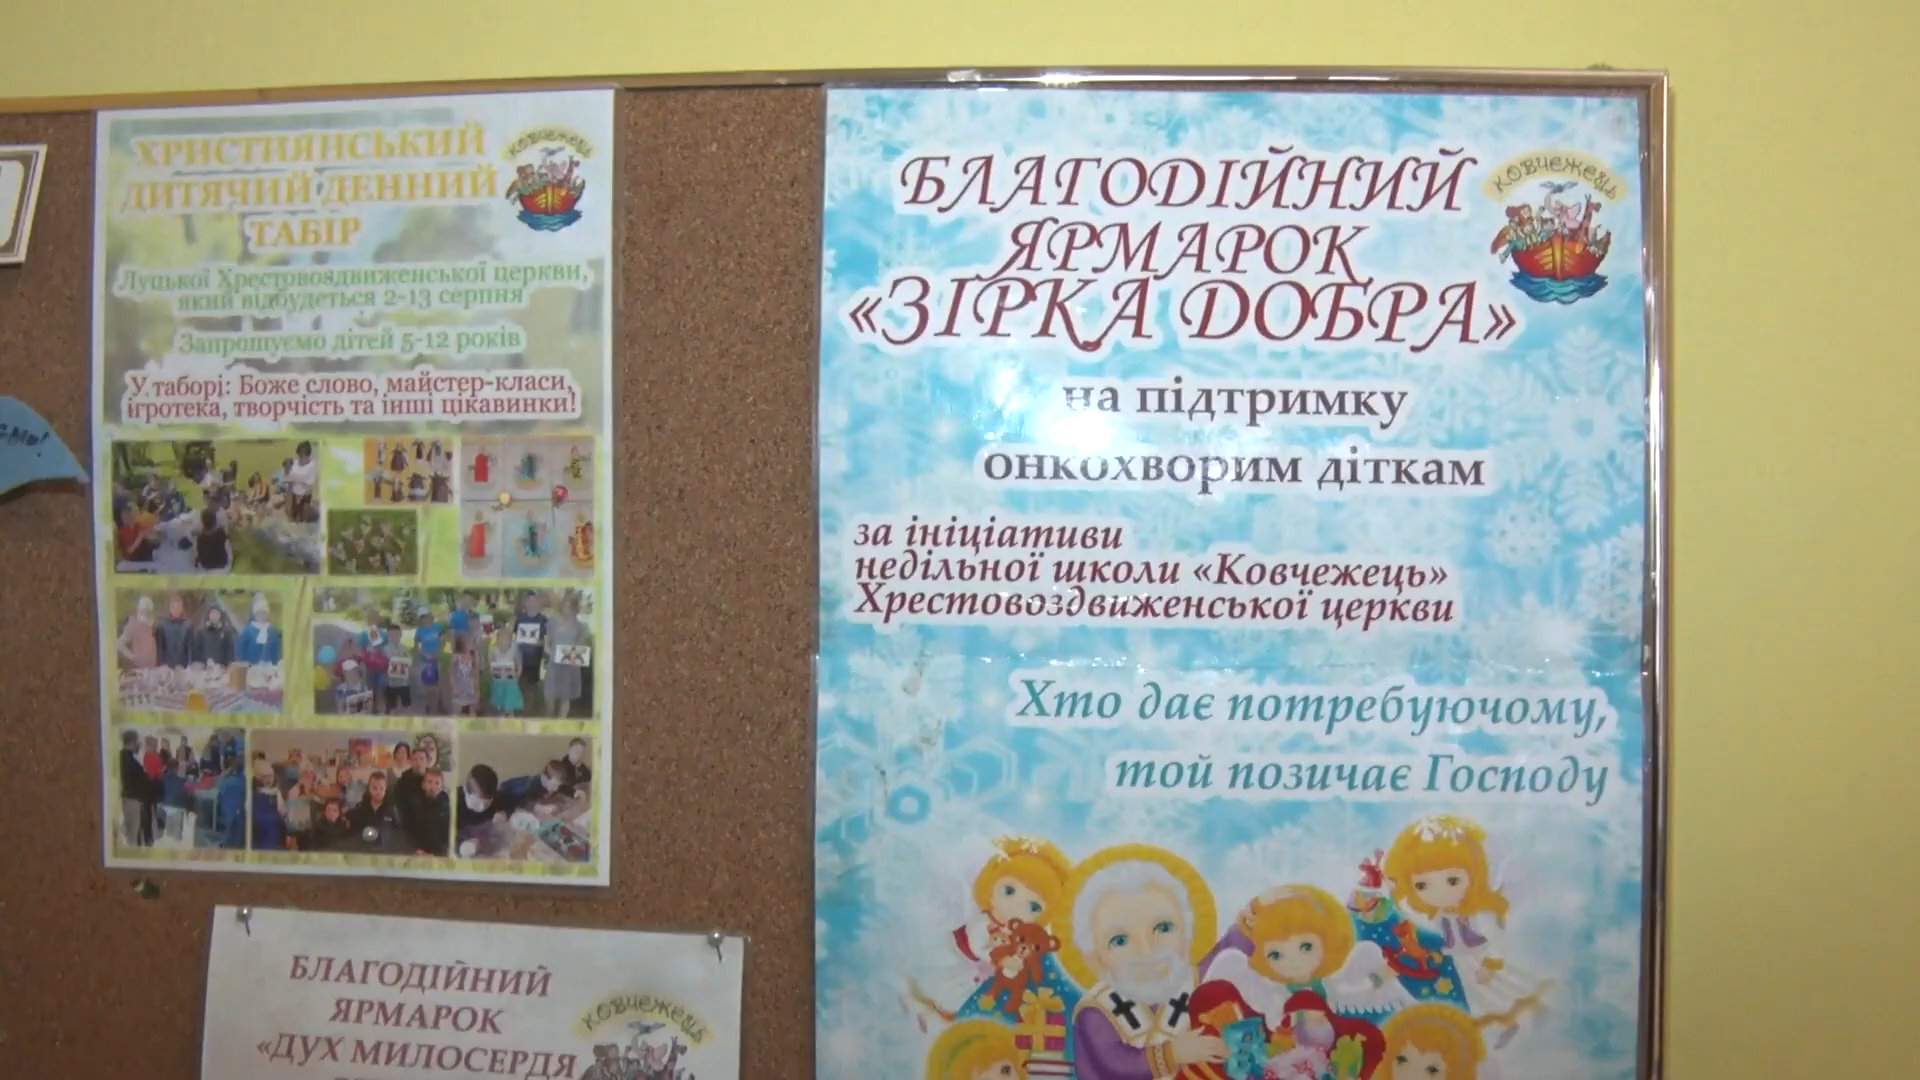 ХРИСТИЯНСЬКИЙ
ДИТЯЧИЙ ДЕННИЙ
ТАБІР
КОВЧЕЖЕЦЬ
Луцької Хрестовоздвиженської церкви,
який відбудеться 2-13 серпня
Запрошуємо дітей 5-12 років
У таборі: Боже слово, майстер-класи,
ігротека, творчість та інші цікавинки!
БЛАГОДІЙНИЙ
ЯРМАРОК
«ДУХ МИЛОСЕРДЯ
КОВЧЕЖЕЦЬ
БЛАГОДІЙНИЙ
ЯРМАРОК
«ЗІРКА ДОБРА»
КОВЧЕЖЕЦЬ
на підтримку
онкохворим діткам
за ініціативи
недільної школи «Ковчежець»
Хрестовоздвиженської церкви
Хто дає потребуючому,
той позичає Господу